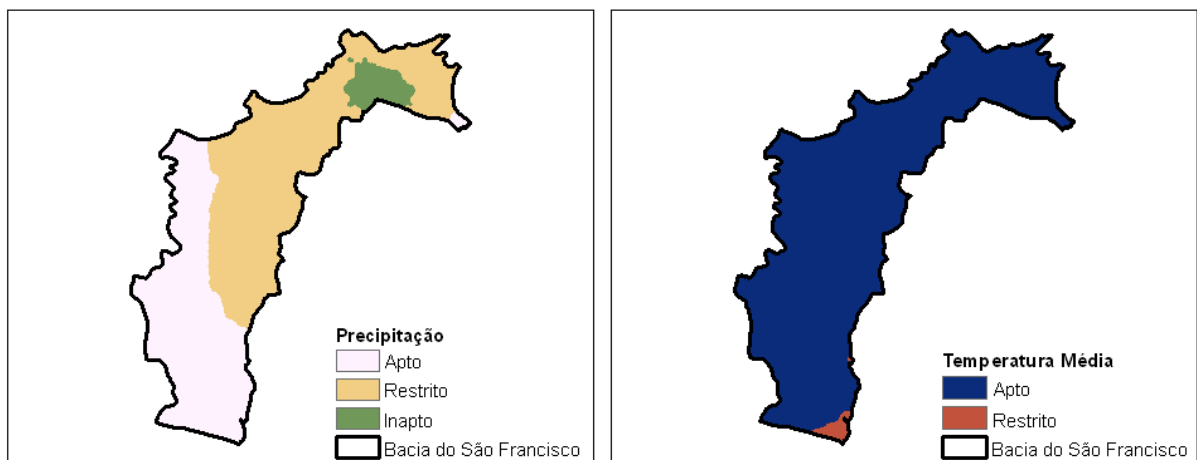 Precipitação
Apto
Restrito
Inapto
Bacia do São Francisco
Temperatura Média
Apto
Restrito
Bacia do São Francisco